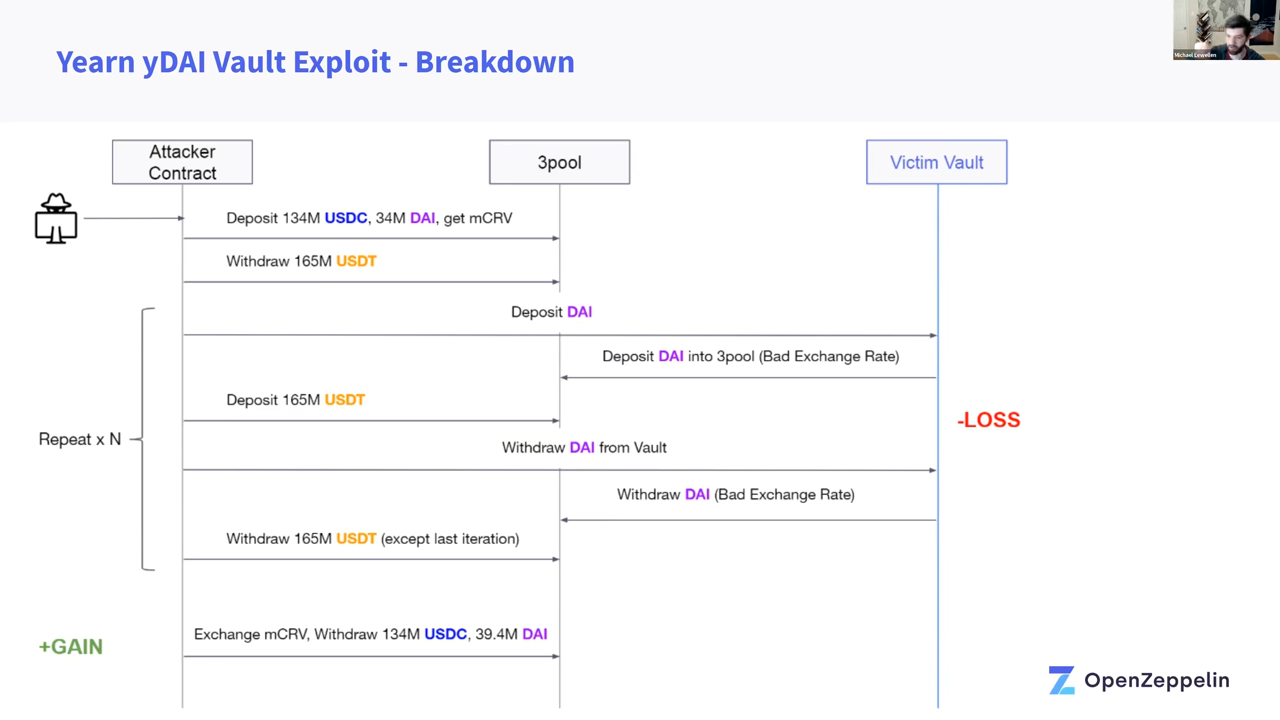 Yearn yDAI Vault Exploit - Breakdown
Michael Lewellen
Attacker
Contract
3pool
Victim Vault
Deposit 134M USDC, 34M DAI, get mCRV
Withdraw 165M USDT
Deposit DAI
Deposit DAI into 3pool (Bad Exchange Rate)
Deposit 165M USDT
-LOSS
Repeat x N
Withdraw DAI from Vault
Withdraw DAI (Bad Exchange Rate)
Withdraw 165M USDT (except last iteration)
Exchange mCRV, Withdraw 134M USDC, 39.4M DAI
+GAIN
OpenZeppelin